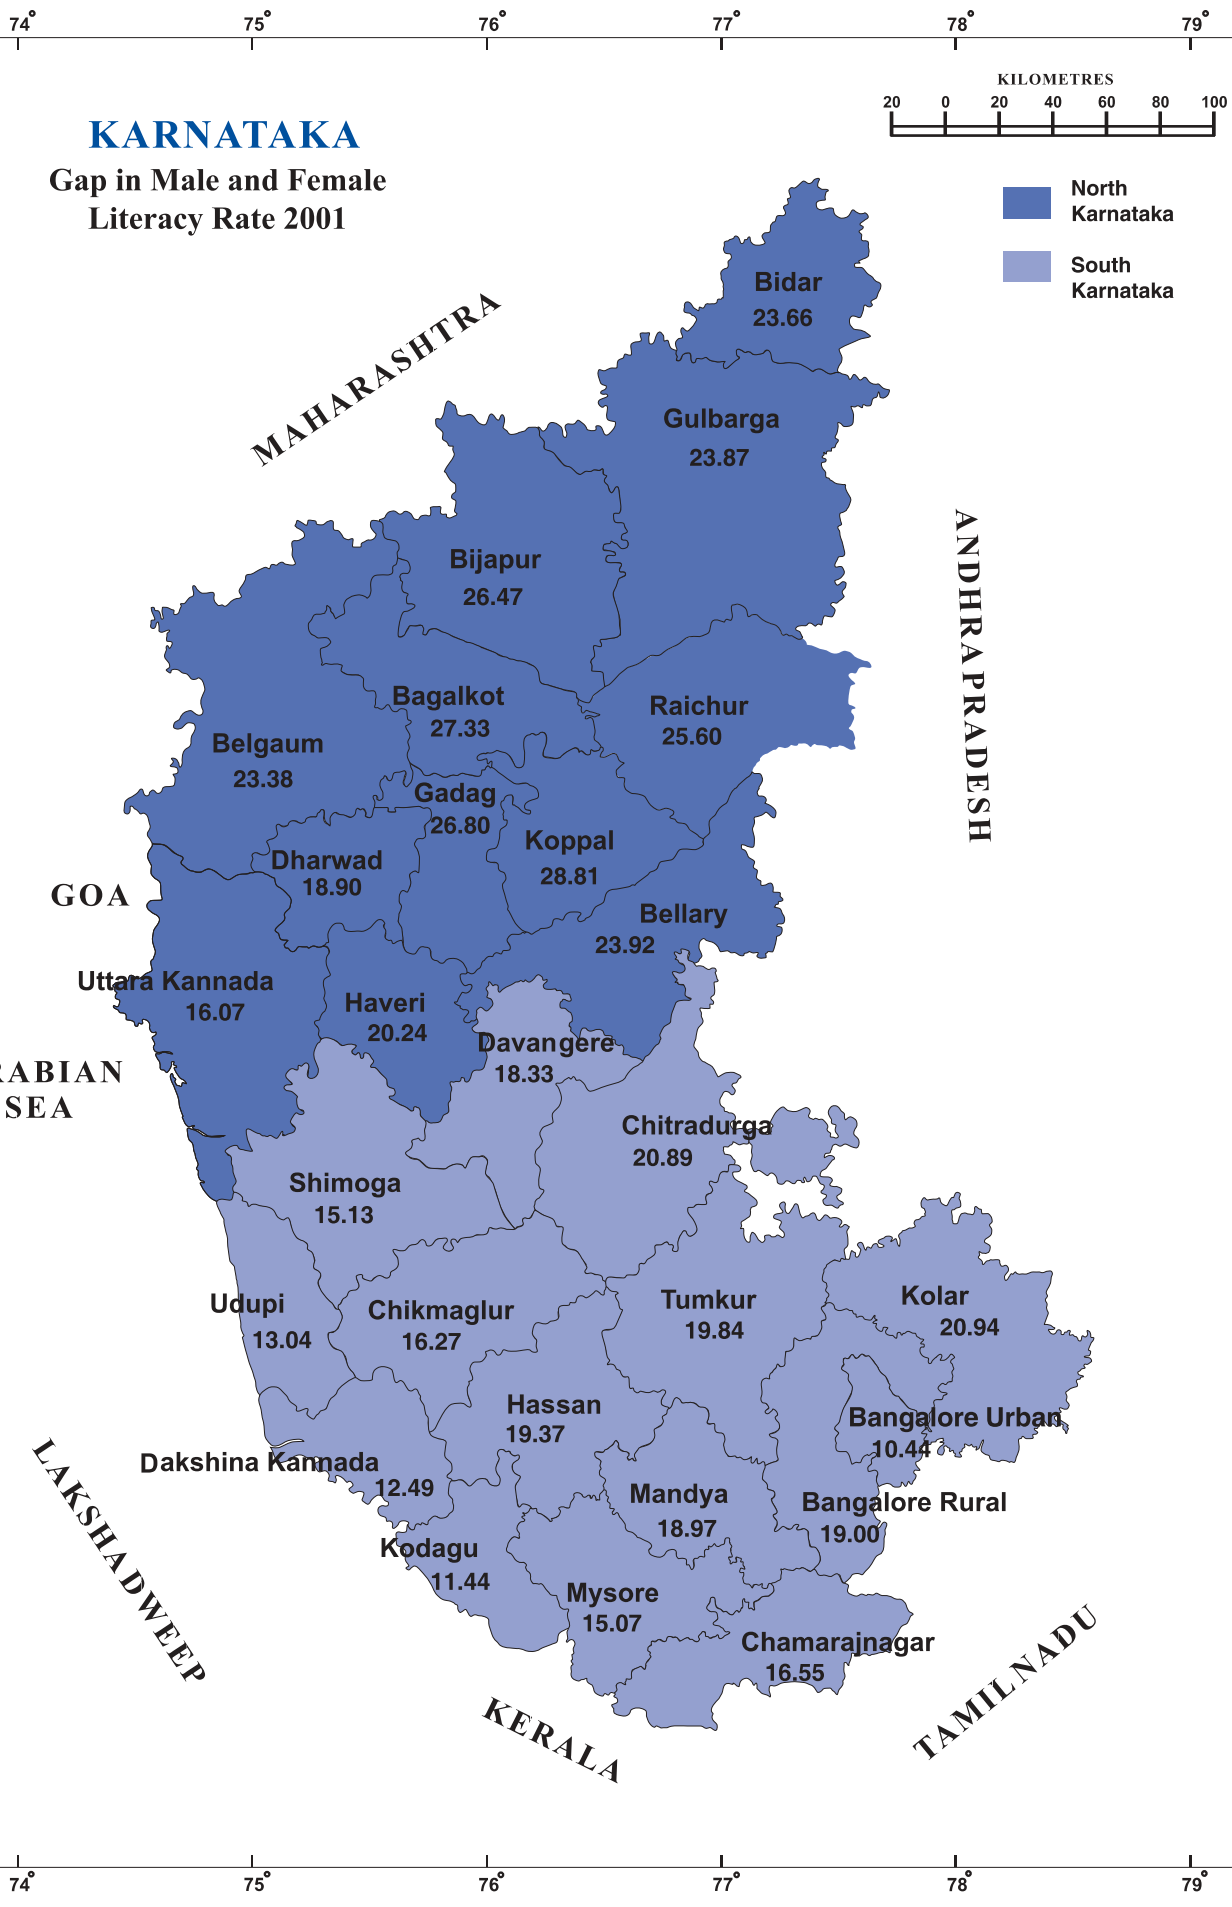 74° 75° 76° 77° 78° 79°
KILOMETRES
20 0 20 40 60 80 100
KARNATAKA
Gap in Male and Female
Literacy Rate 2001
North
Karnataka
South
Karnataka
MAHARASHTRA
Bidar
23.66
Gulbarga
23.87
ANDHRA PRADESH
Bijapur
26.47
Bagalkot
27.33
Raichur
25.60
Belgaum
23.38
Gadag
26.80
Koppal
28.81
Dharwad
18.90
GOA
Bellary
23.92
Uttara Kannada
16.07
Haveri
20.24
Davangere
18.33
RABIAN
SEA
Chitradurga
20.89
Shimoga
15.13
Udupi
13.04
Chikmaglur
16.27
Tumkur
19.84
Kolar
20.94
Hassan
19.37
Bangalore Urban
10.44
Dakshina Kannada
12.49
Mandya
18.97
Bangalore Rural
19.00
LAKSHADWEEP
Kodagu
11.44
Mysore
15.07
Chamarajnagar
16.55
KERALA
TAMIL NADU
74° 75° 76° 77° 78° 79°